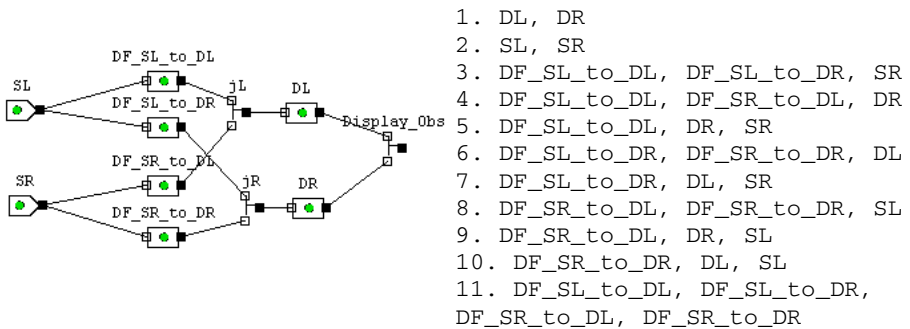 DF_SL_to_DL
SL
jL
DL
DF_SL_to_DR
Display_Obs
DF_SR_to_DL
SR
jR
DR
DF_SR_to_DR
1. DL, DR
2. SL, SR
3. DF_SL_to_DL, DF_SL_to_DR, SR
4. DF_SL_to_DL, DF_SR_to_DL, DR
5. DF_SL_to_DL, DR, SR
6. DF_SL_to_DR, DF_SR_to_DR, DL
7. DF_SL_to_DR, DL, SR
8. DF_SR_to_DL, DF_SR_to_DR, SL
9. DF_SR_to_DL, DR, SL
10. DF_SR_to_DR, DL, SL
11. DF_SL_to_DL, DF_SL_to_DR,
DF_SR_to_DL, DF_SR_to_DR